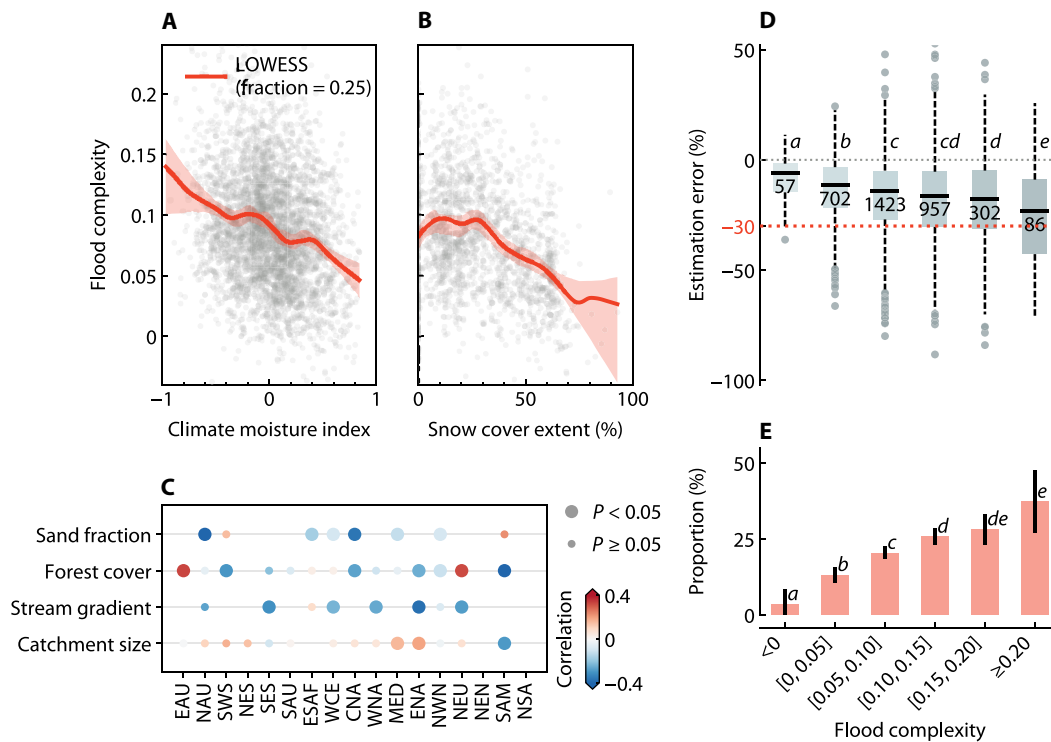 A
B
LOWESS
(fraction = 0.25)
Flood complexity
0.2
0.15
0.1
0.05
0
−1
0
1
0
50
100
Climate moisture index
Snow cover extent (%)
C
Sand fraction
Forest cover
Stream gradient
Catchment size
EAU
NAU
SWS
NES
SES
SAU
ESAF
WCE
CNA
WNA
MED
ENA
NWN
NEU
NEN
SAM
NSA
P < 0.05
P ≥ 0.05
Correlation
0.4
0
−0.4
D
Estimation error (%)
50
0
−30
−50
−100
a
b
c
cd
d
e
57
702
1423
957
302
86
E
Proportion (%)
50
25
0
a
b
c
d
de
e
<0
[0, 0.05]
[0.05, 0.10]
[0.10, 0.15]
[0.15, 0.20]
≥0.20
Flood complexity